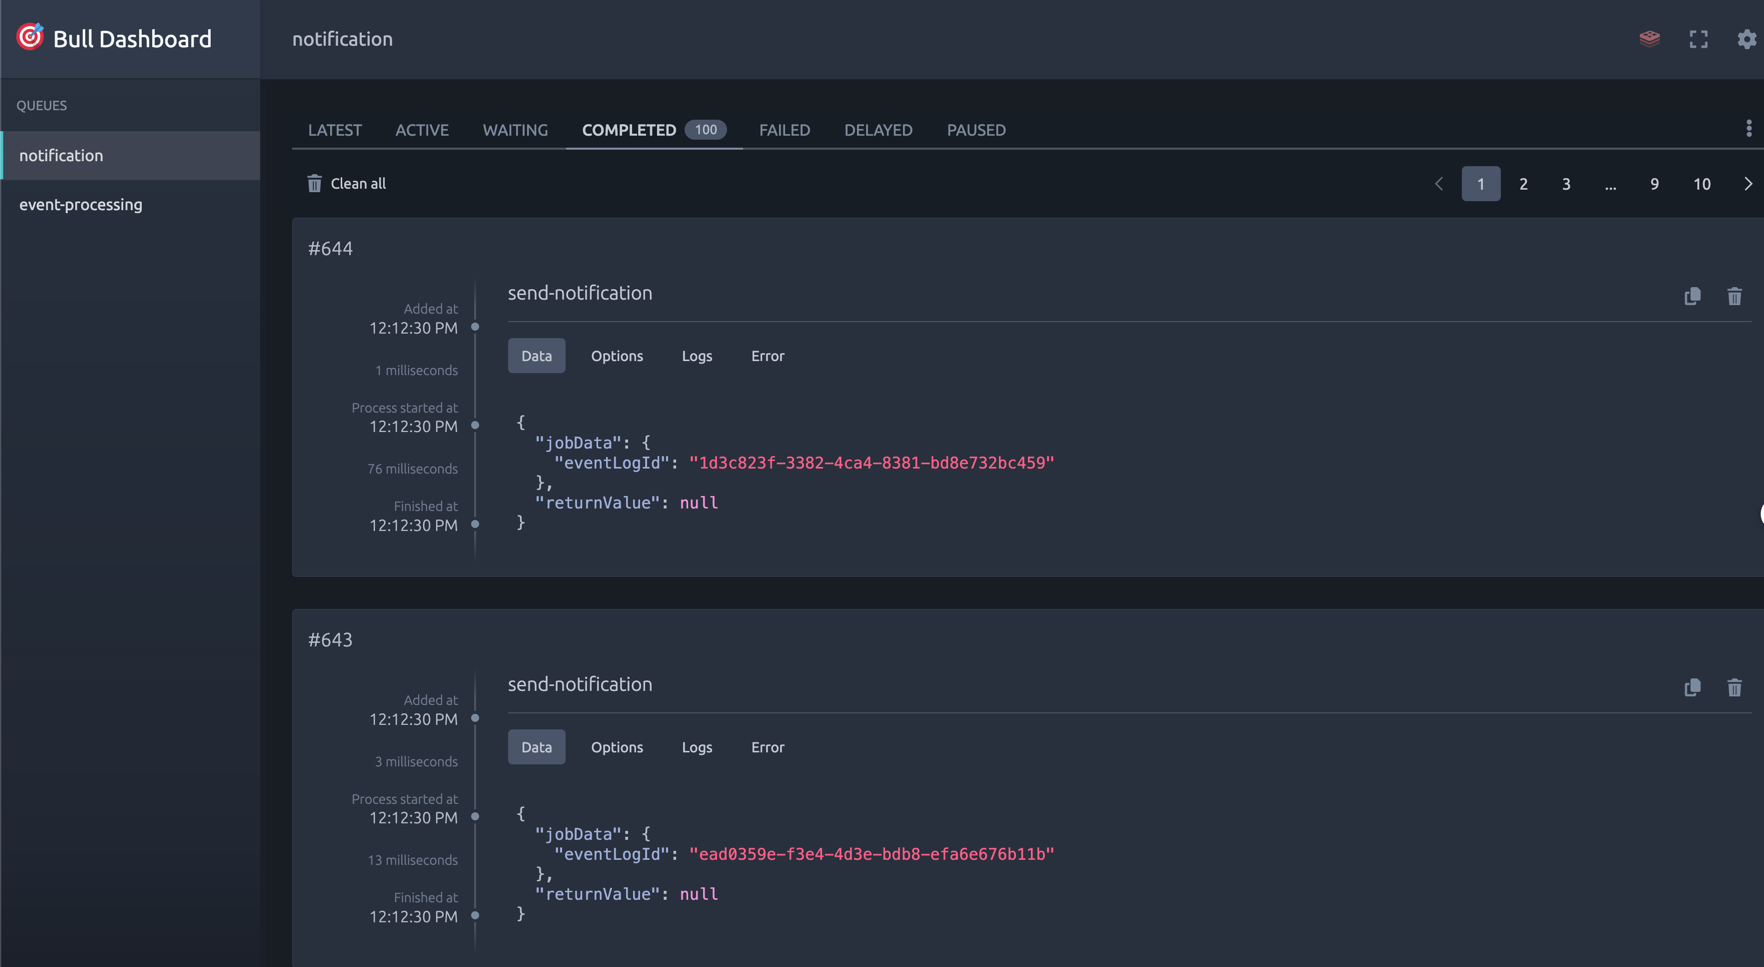 Bull Dashboard
notification
QUEUES
notification
event-processing
LATEST ACTIVE WAITING COMPLETED 100 FAILED DELAYED PAUSED
Clean all
1 2 3 ... 9 10
#644
send-notification
Added at
12:12:30 PM
1 milliseconds
Process started at
12:12:30 PM
76 milliseconds
Finished at
12:12:30 PM
Data Options Logs Error
{
"jobData": {
"eventLogId": "1d3c823f-3382-4ca4-8381-bd8e732bc459"
},
"returnValue": null
}
#643
send-notification
Added at
12:12:30 PM
3 milliseconds
Process started at
12:12:30 PM
13 milliseconds
Finished at
12:12:30 PM
Data Options Logs Error
{
"jobData": {
"eventLogId": "ead0359e-f3e4-4d3e-bdb8-efa6e676b11b"
},
"returnValue": null
}